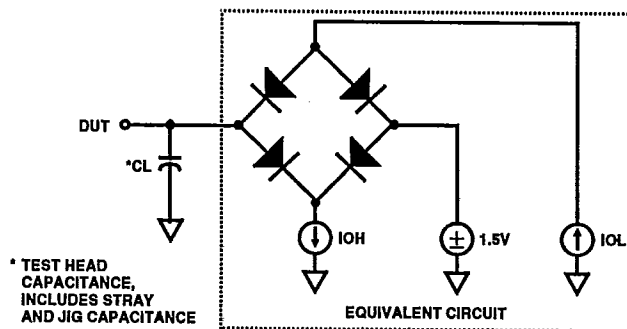 DUT
*CL
IOH
± 1.5V
IOL
* TEST HEAD
CAPACITANCE,
INCLUDES STRAY
AND JIG CAPACITANCE
EQUIVALENT CIRCUIT